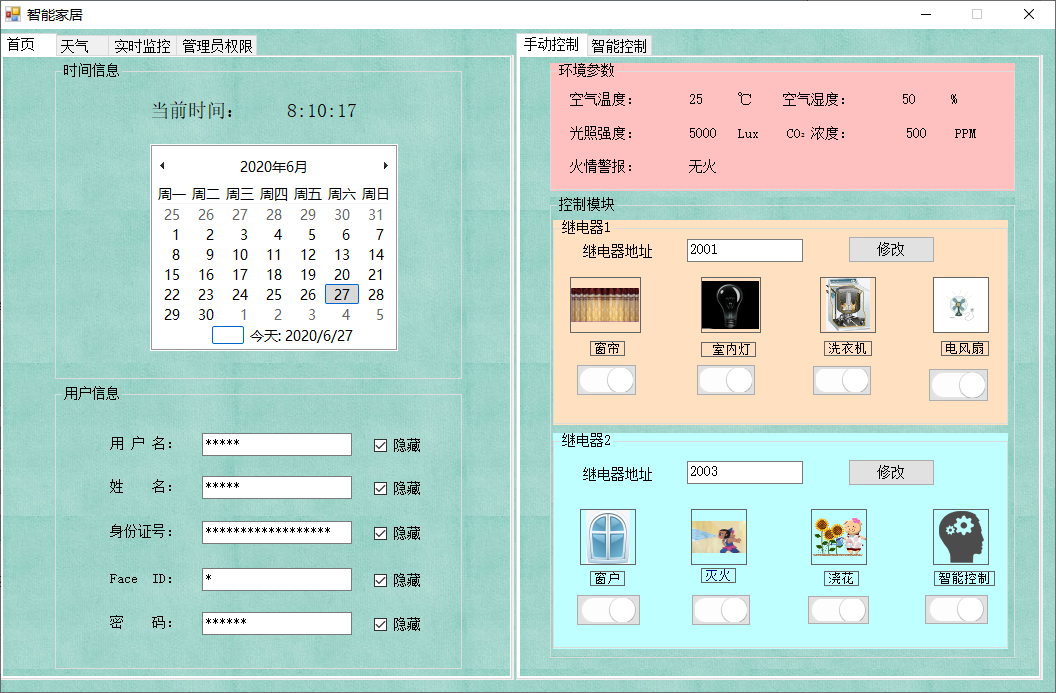 智能家居
首页 天气 实时监控 管理员权限
时间信息
当前时间： 8:10:17
2020年6月
周一 周二 周三 周四 周五 周六 周日
25 26 27 28 29 30 31
1 2 3 4 5 6 7
8 9 10 11 12 13 14
15 16 17 18 19 20 21
22 23 24 25 26 27 28
29 30 1 2 3 4 5
今天: 2020/6/27
用户信息
用 户 名： ***** 隐藏
姓 名： ***** 隐藏
身份证号： ****************** 隐藏
Face ID： * 隐藏
密 码： ****** 隐藏
手动控制 智能控制
环境参数
空气温度： 25 ℃ 空气湿度： 50 %
光照强度： 5000 Lux CO₂ 浓度： 500 PPM
火情警报： 无火
控制模块
继电器1
继电器地址 2001 修改
窗帘 室内灯 洗衣机 电风扇
继电器2
继电器地址 2003 修改
窗户 灭火 浇花 智能控制